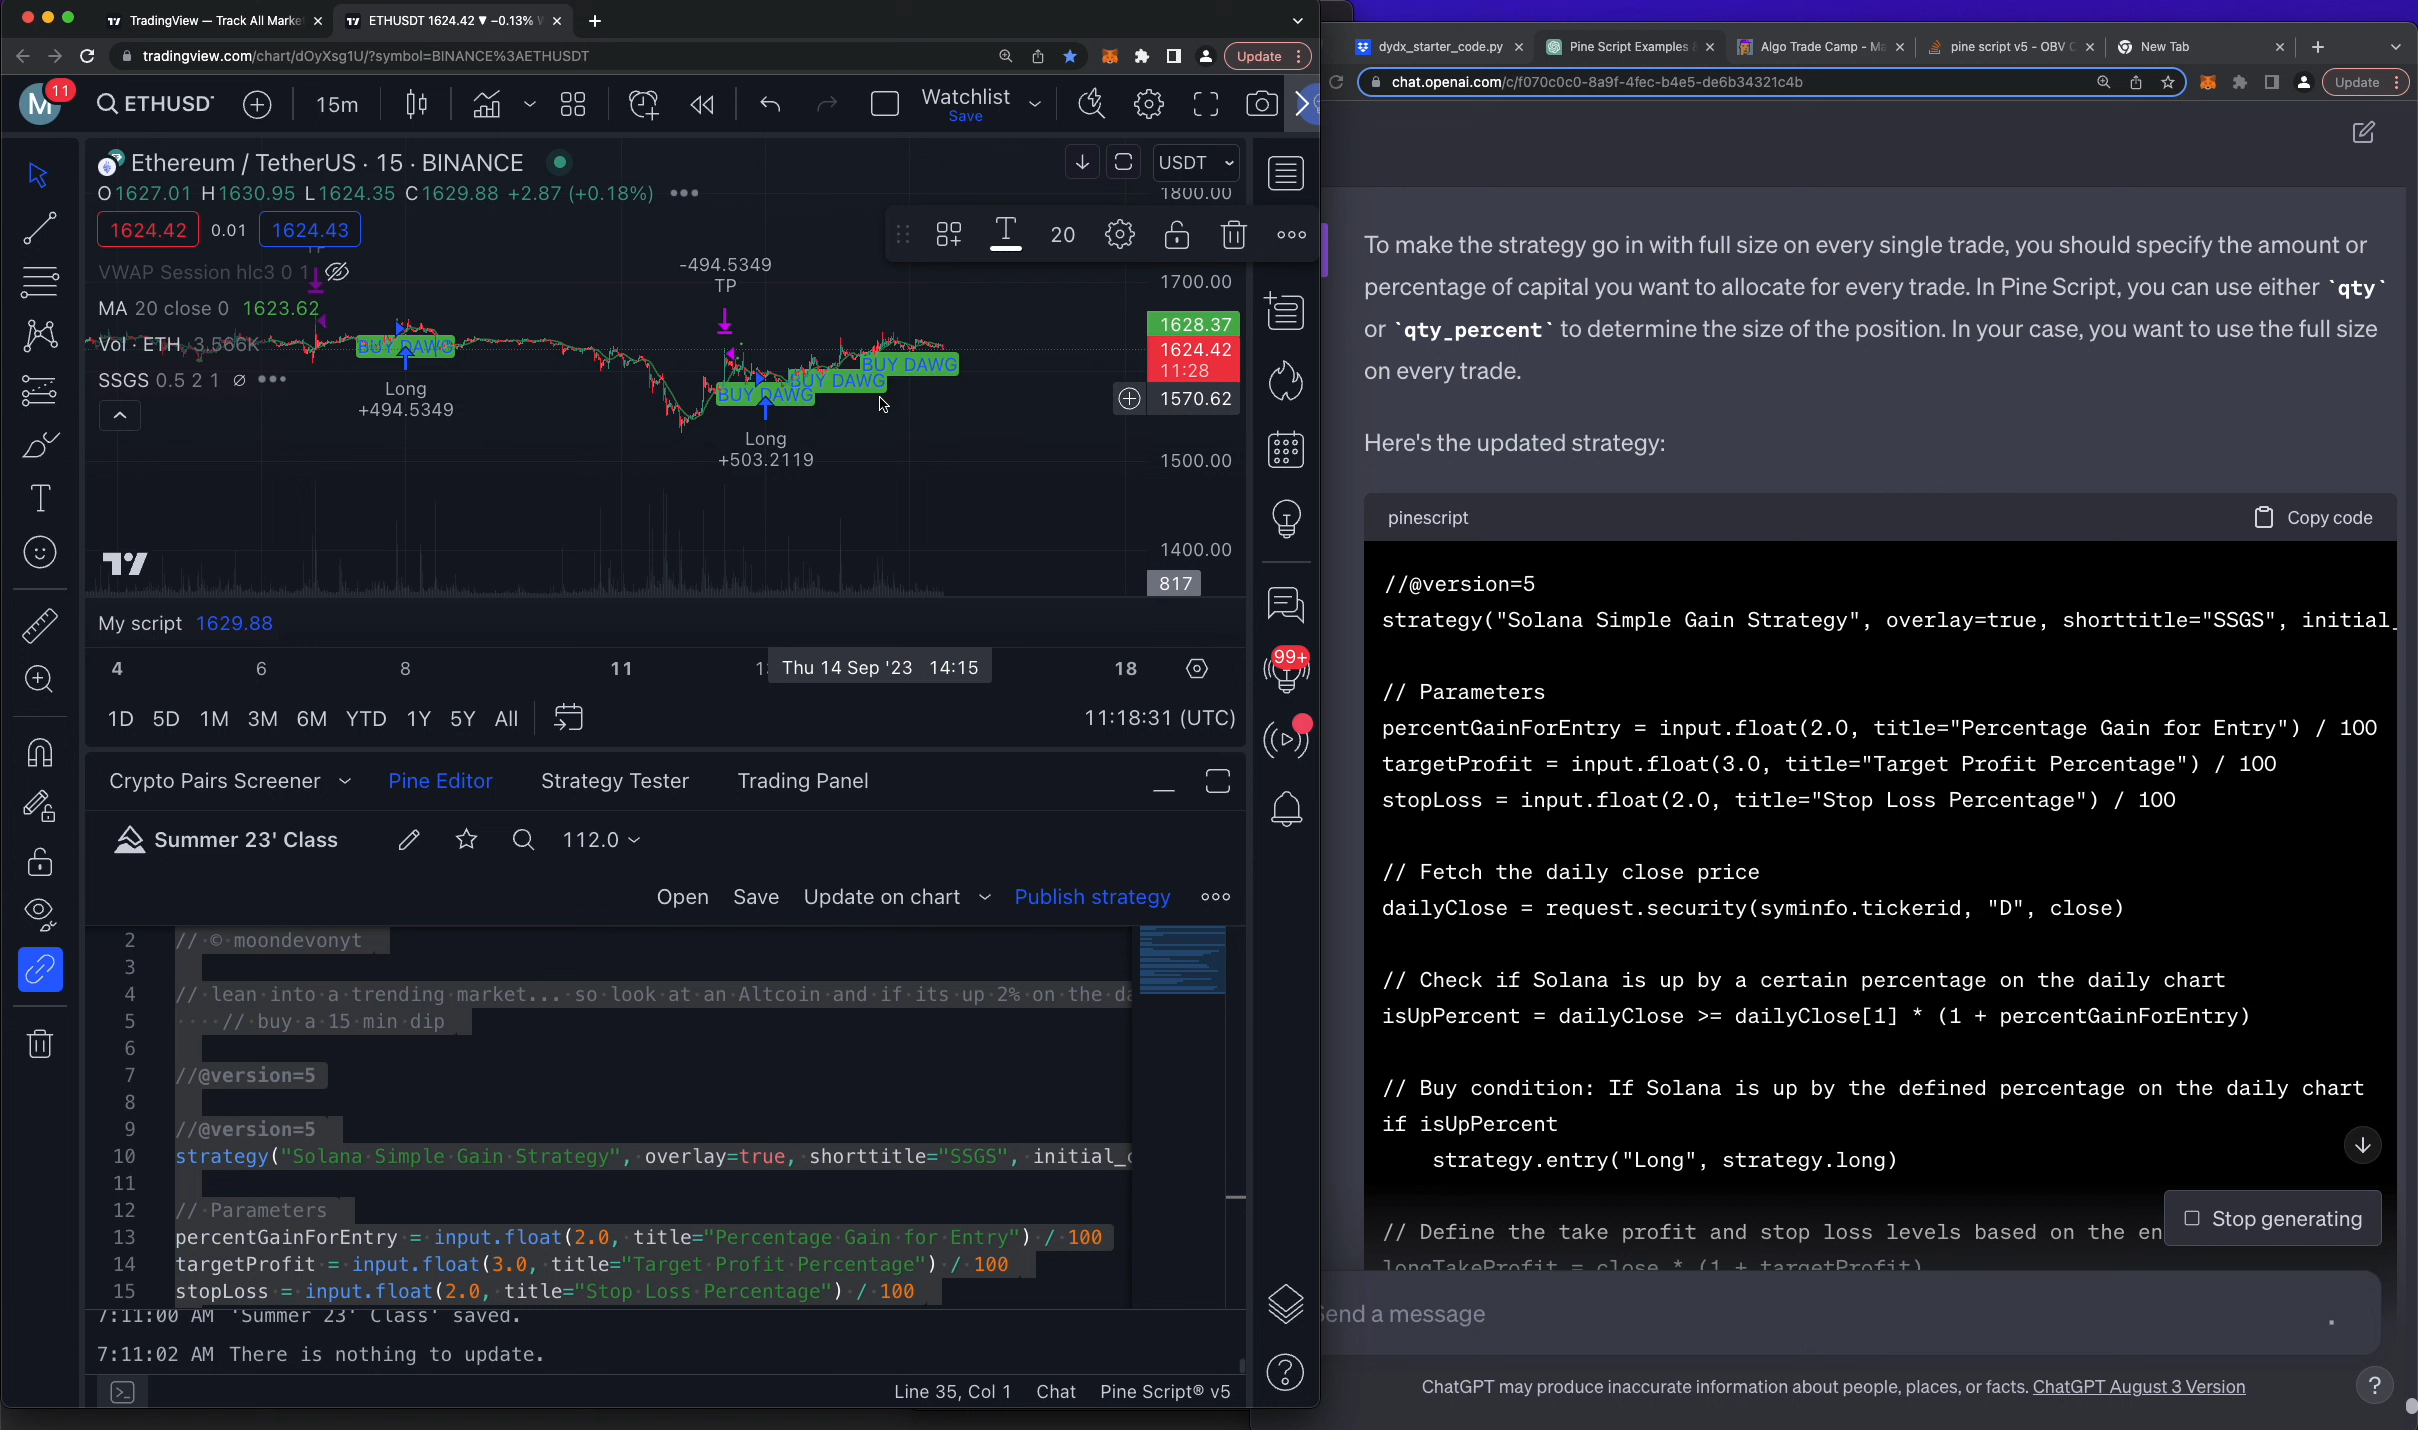 TradingView — Track All Marke
ETHUSDT 1624.42 ▼ −0.13%
tradingview.com/chart/dOyXsg1U/?symbol=BINANCE%3AETHUSDT
Update
M
11
ETHUSD
15m
Watchlist
Save
Ethereum / TetherUS · 15 · BINANCE
USDT
O1627.01 H1630.95 L1624.35 C1629.88 +2.87 (+0.18%)
1624.42 0.01 1624.43
VWAP Session hlc3 0 1
MA 20 close 0 1623.62
Vol · ETH 3.566K
SSGS 0.5 2 1 ∅
20
-494.5349
TP
BUY DAWG
Long
+494.5349
BUY DAWG
BUY DAWG
BUY DAWG
Long
+503.2119
1800.00
1700.00
1628.37
1624.42
11:28
1570.62
1500.00
1400.00
817
My script 1629.88
4 6 8 11 Thu 14 Sep '23 14:15 18
1D 5D 1M 3M 6M YTD 1Y 5Y All
11:18:31 (UTC)
99+
Crypto Pairs Screener Pine Editor Strategy Tester Trading Panel
Summer 23' Class 112.0
Open Save Update on chart Publish strategy
2 // © moondevonyt
3
4 // lean into a trending market... so look at an Altcoin and if its up 2% on the da
5 // buy a 15 min dip
6
7 //@version=5
8
9 //@version=5
10 strategy("Solana Simple Gain Strategy", overlay=true, shorttitle="SSGS", initial_c
11
12 // Parameters
13 percentGainForEntry = input.float(2.0, title="Percentage Gain for Entry") / 100
14 targetProfit = input.float(3.0, title="Target Profit Percentage") / 100
15 stopLoss = input.float(2.0, title="Stop Loss Percentage") / 100
7:11:00 AM 'Summer 23' Class' saved.
7:11:02 AM There is nothing to update.
Line 35, Col 1 Chat Pine Script® v5
dydx_starter_code.py
Pine Script Examples
Algo Trade Camp - Ma
pine script v5 - OBV C
New Tab
chat.openai.com/c/f070c0c0-8a9f-4fec-b4e5-de6b34321c4b
Update
To make the strategy go in with full size on every single trade, you should specify the amount or
percentage of capital you want to allocate for every trade. In Pine Script, you can use either `qty`
or `qty_percent` to determine the size of the position. In your case, you want to use the full size
on every trade.
Here's the updated strategy:
pinescript
Copy code
//@version=5
strategy("Solana Simple Gain Strategy", overlay=true, shorttitle="SSGS", initial_
// Parameters
percentGainForEntry = input.float(2.0, title="Percentage Gain for Entry") / 100
targetProfit = input.float(3.0, title="Target Profit Percentage") / 100
stopLoss = input.float(2.0, title="Stop Loss Percentage") / 100
// Fetch the daily close price
dailyClose = request.security(syminfo.tickerid, "D", close)
// Check if Solana is up by a certain percentage on the daily chart
isUpPercent = dailyClose >= dailyClose[1] * (1 + percentGainForEntry)
// Buy condition: If Solana is up by the defined percentage on the daily chart
if isUpPercent
strategy.entry("Long", strategy.long)
// Define the take profit and stop loss levels based on the en
longTakeProfit = close * (1 + targetProfit)
Stop generating
Send a message
ChatGPT may produce inaccurate information about people, places, or facts. ChatGPT August 3 Version
?